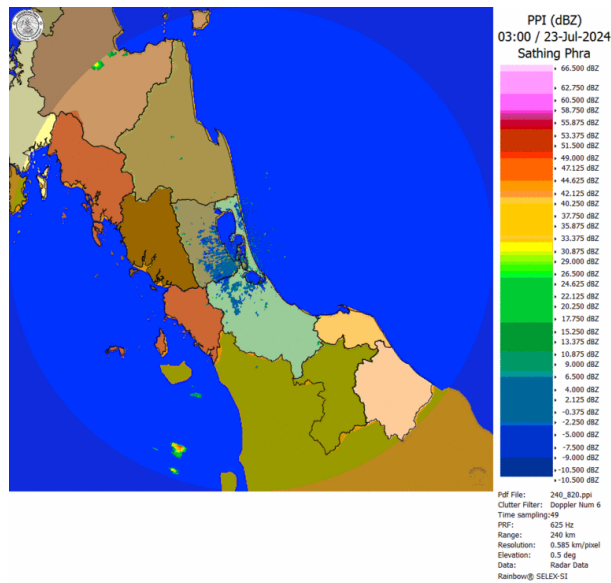 PPI (dBZ)
03:00 / 23-Jul-2024
Sathing Phra
66.500 dBZ
62.750 dBZ
60.500 dBZ
58.750 dBZ
55.875 dBZ
53.375 dBZ
51.500 dBZ
49.000 dBZ
47.125 dBZ
44.625 dBZ
42.125 dBZ
40.250 dBZ
37.750 dBZ
35.875 dBZ
33.375 dBZ
30.875 dBZ
29.000 dBZ
26.500 dBZ
24.625 dBZ
22.125 dBZ
20.250 dBZ
17.750 dBZ
15.250 dBZ
13.375 dBZ
10.875 dBZ
9.000 dBZ
6.500 dBZ
4.000 dBZ
2.125 dBZ
-0.375 dBZ
-2.250 dBZ
-5.000 dBZ
-7.500 dBZ
-9.000 dBZ
-10.500 dBZ
-10.500 dBZ
Pdf File: 240_820.ppi
Clutter Filter: Doppler Num 6
Time sampling:49
PRF: 625 Hz
Range: 240 km
Resolution: 0.585 km/pixel
Elevation: 0.5 deg
Data: Radar Data
Rainbow® SELEX-SI